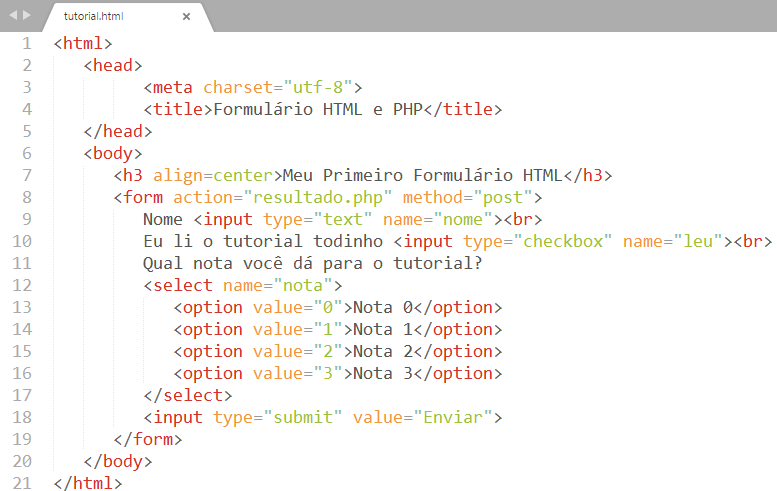 tutorial.html ×
1 <html>
2 <head>
3 <meta charset="utf-8">
4 <title>Formulário HTML e PHP</title>
5 </head>
6 <body>
7 <h3 align=center>Meu Primeiro Formulário HTML</h3>
8 <form action="resultado.php" method="post">
9 Nome <input type="text" name="nome"><br>
10 Eu li o tutorial todinho <input type="checkbox" name="leu"><br>
11 Qual nota você dá para o tutorial?
12 <select name="nota">
13 <option value="0">Nota 0</option>
14 <option value="1">Nota 1</option>
15 <option value="2">Nota 2</option>
16 <option value="3">Nota 3</option>
17 </select>
18 <input type="submit" value="Enviar">
19 </form>
20 </body>
21 </html>